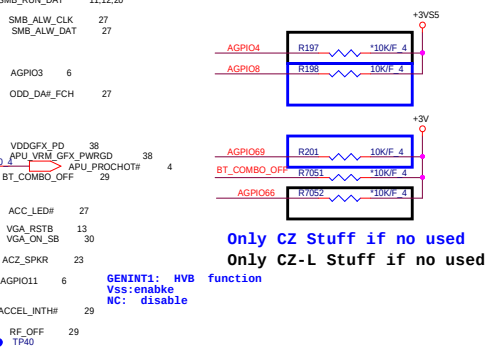 SMB_RUN_DAT 11,12,28
SMB_ALW_CLK 27
SMB_ALW_DAT 27
AGPIO3 6
ODD_DA#_FCH 27
VDDGFX_PD 38
APU_VRM_GFX_PWRGD 38
APU_PROCHOT# 4
BT_COMBO_OFF 29
ACC_LED# 27
VGA_RSTB 13
VGA_ON_SB 30
ACZ_SPKR 23
AGPIO11 6
ACCEL_INTH# 29
RF_OFF 29
TP40
GENINT1: HVB function
Vss:enabke
NC: disable
+3VS5
AGPIO4 R197 *10K/F_4
AGPIO8 R198 10K/F_4
+3V
AGPIO69 R201 10K/F_4
BT_COMBO_OFF R7051 *10K/F_4
AGPIO66 R7052 *10K/F_4
Only CZ Stuff if no used
Only CZ-L Stuff if no used